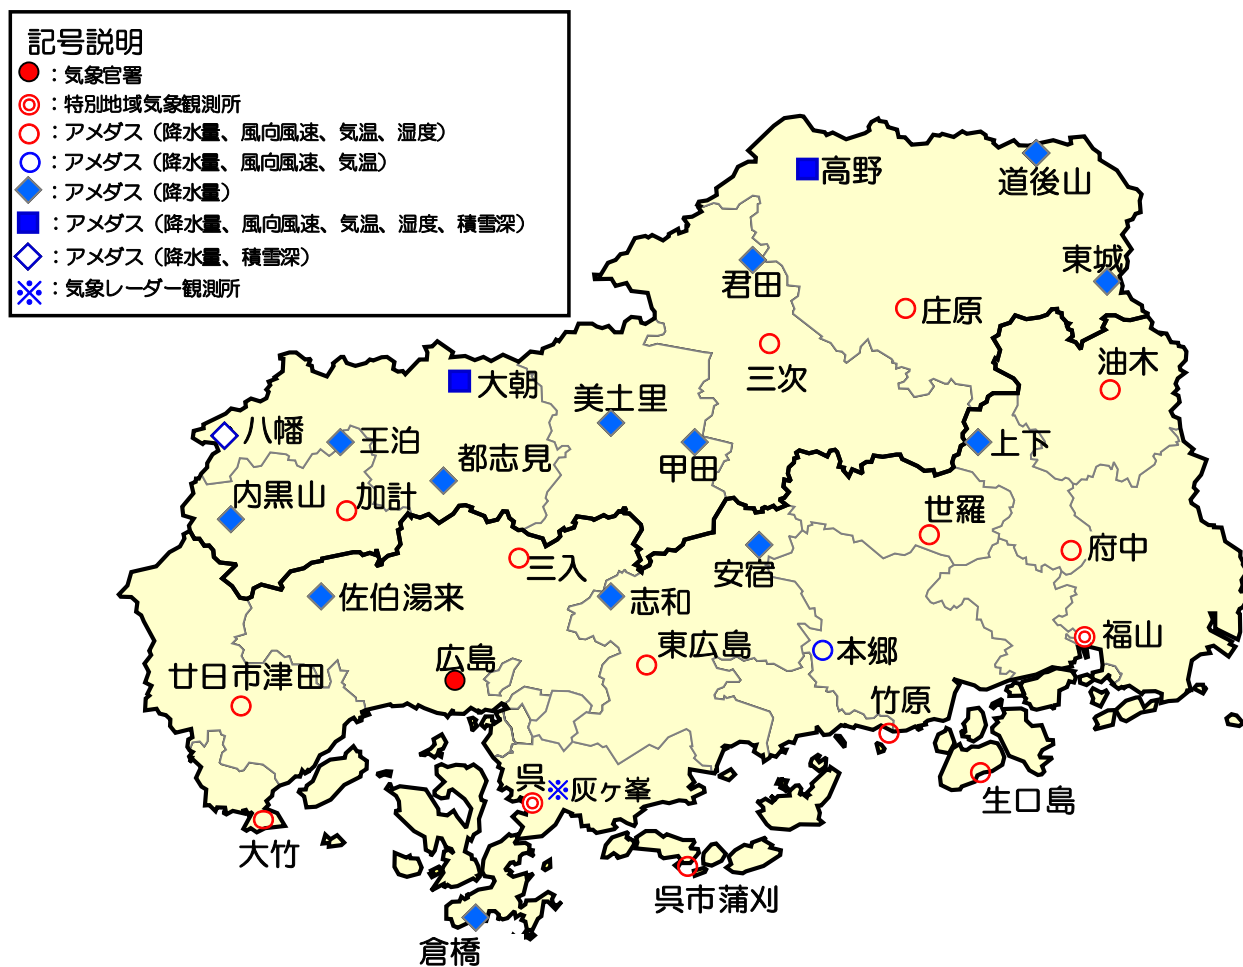 記号説明
：気象官署
：特別地域気象観測所
：アメダス（降水量、風向風速、気温、湿度）
：アメダス（降水量、風向風速、気温）
：アメダス（降水量）
：アメダス（降水量、風向風速、気温、湿度、積雪深）
：アメダス（降水量、積雪深）
：気象レーダー観測所
高野
道後山
東城
君田
庄原
三次
油木
大朝
美土里
八幡
王泊
都志見
甲田
上下
内黒山
加計
世羅
府中
三入
安宿
佐伯湯来
志和
東広島
本郷
福山
広島
廿日市津田
竹原
呉
※灰ヶ峯
生口島
大竹
呉市蒲刈
倉橋